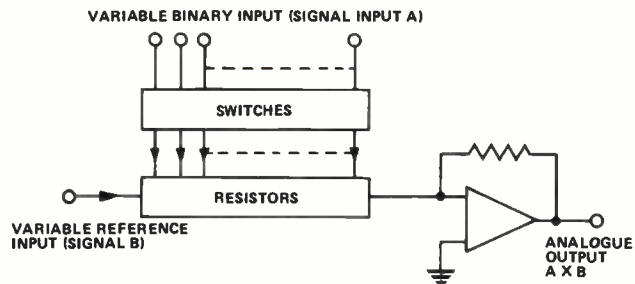 VARIABLE BINARY INPUT (SIGNAL INPUT A)
SWITCHES
RESISTORS
VARIABLE REFERENCE
INPUT (SIGNAL B)
ANALOGUE
OUTPUT
A X B